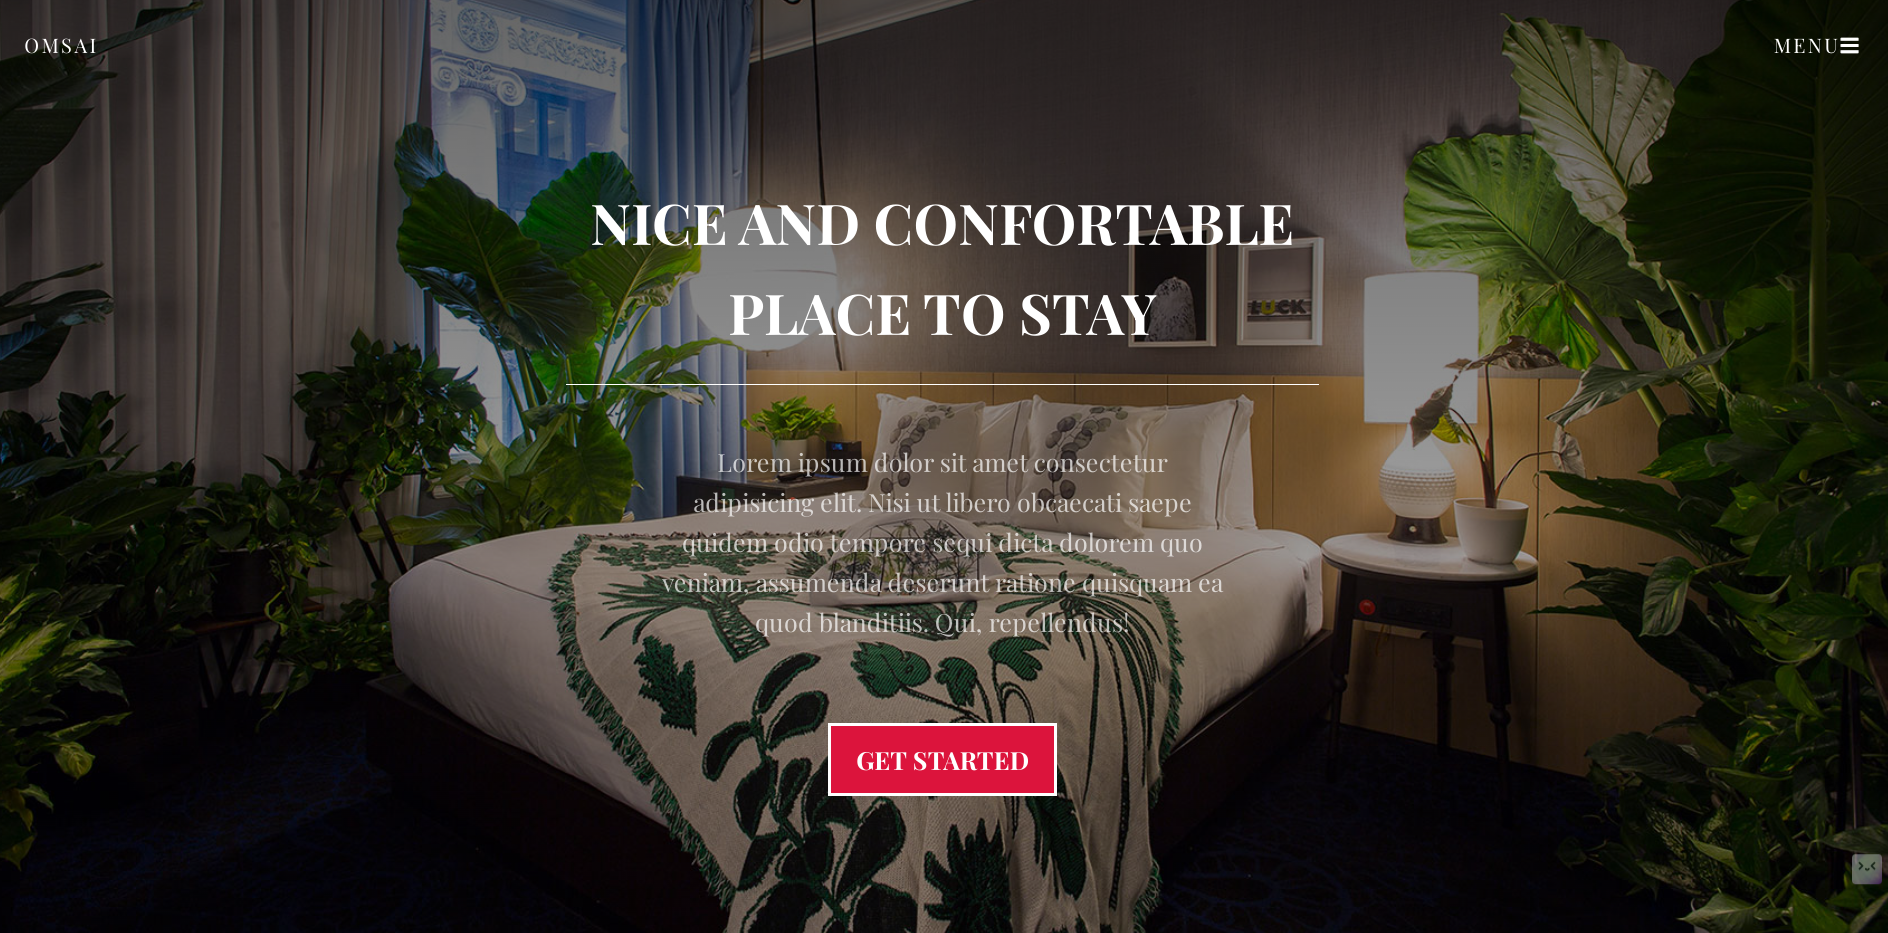 OMSAI
MENU
NICE AND CONFORTABLE
PLACE TO STAY
LUCK
Lorem ipsum dolor sit amet consectetur
adipisicing elit. Nisi ut libero obcaecati saepe
quidem odio tempore sequi dicta dolorem quo
veniam, assumenda deserunt ratione quisquam ea
quod blanditiis. Qui, repellendus!
GET STARTED